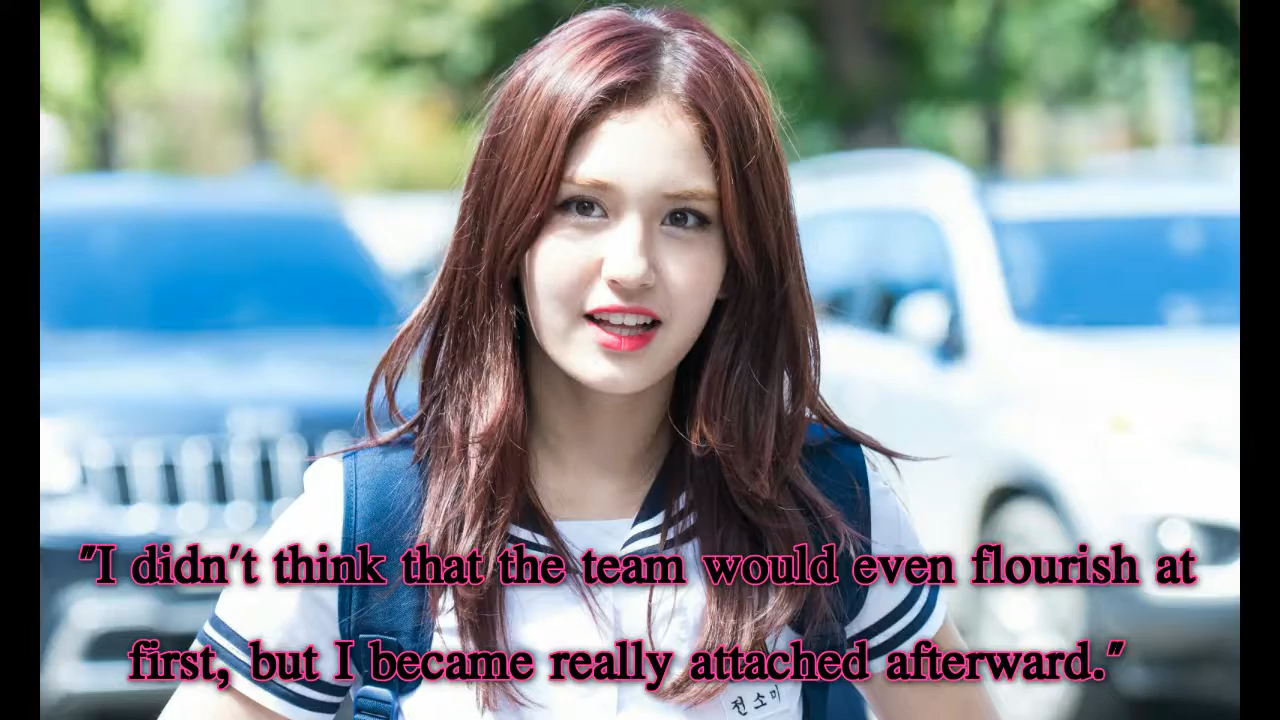 "I didn't think that the team would even flourish at
first, but I became really attached afterward."
전소미